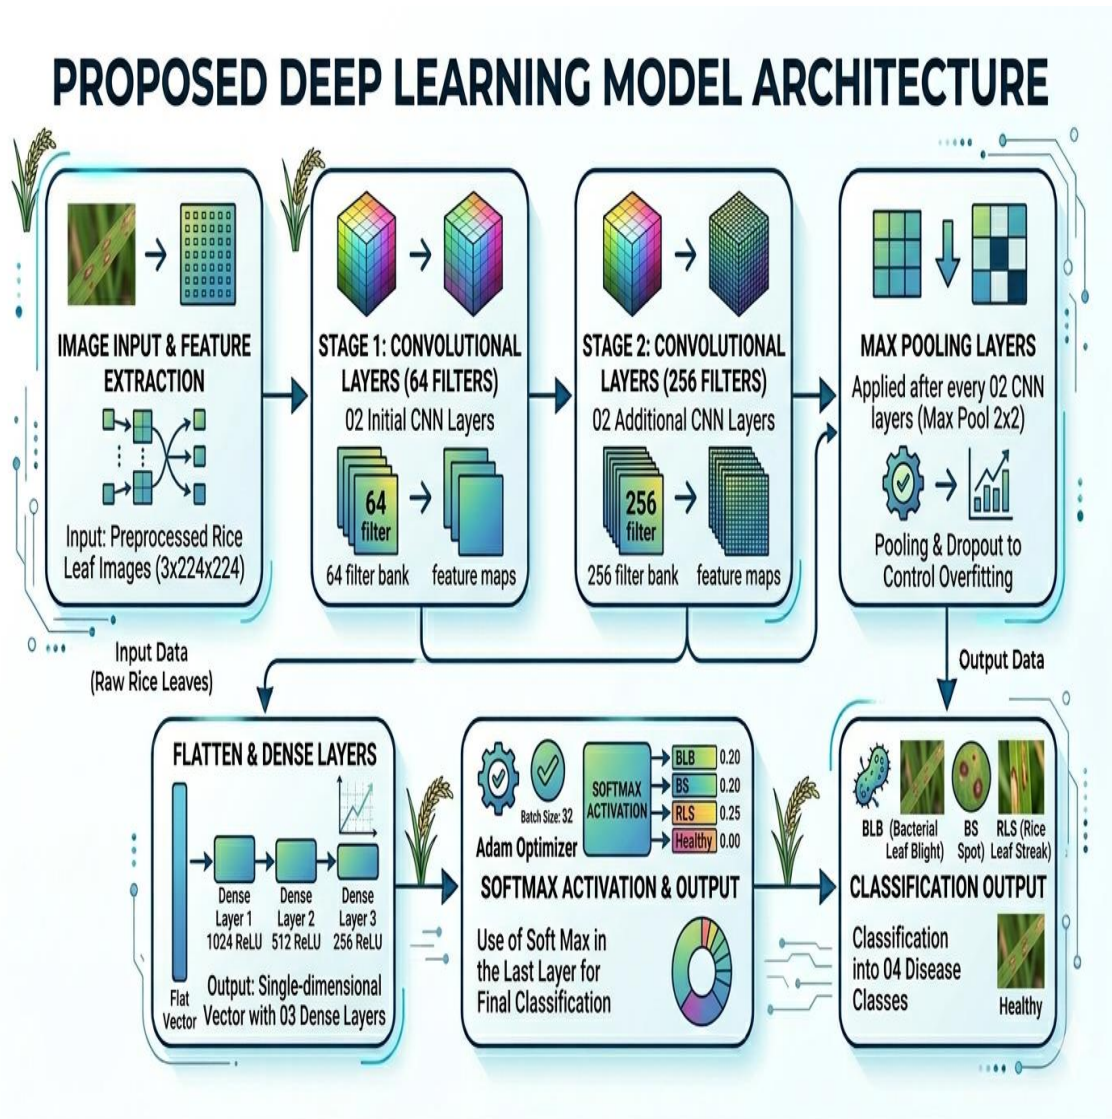 PROPOSED DEEP LEARNING MODEL ARCHITECTURE
IMAGE INPUT & FEATURE
EXTRACTION
Input: Preprocessed Rice
Leaf Images (3x224x224)
STAGE 1: CONVOLUTIONAL
LAYERS (64 FILTERS)
02 Initial CNN Layers
64
filter
64 filter bank
feature maps
STAGE 2: CONVOLUTIONAL
LAYERS (256 FILTERS)
02 Additional CNN Layers
256
filter
256 filter bank
feature maps
MAX POOLING LAYERS
Applied after every 02 CNN
layers (Max Pool 2x2)
Pooling & Dropout to
Control Overfitting
Input Data
(Raw Rice Leaves)
Output Data
FLATTEN & DENSE LAYERS
Dense
Layer 1
1024 ReLU
Dense
Layer 2
512 ReLU
Dense
Layer 3
256 ReLU
Flat
Vector
Output: Single-dimensional
Vector with 03 Dense Layers
Batch Size: 32
Adam Optimizer
SOFTMAX
ACTIVATION
BLB 0.20
BS 0.20
RLS 0.25
Healthy 0.00
SOFTMAX ACTIVATION & OUTPUT
Use of Soft Max in
the Last Layer for
Final Classification
BLB (Bacterial
Leaf Blight)
BS
Spot)
RLS (Rice
Leaf Streak)
CLASSIFICATION OUTPUT
Classification
into 04 Disease
Classes
Healthy